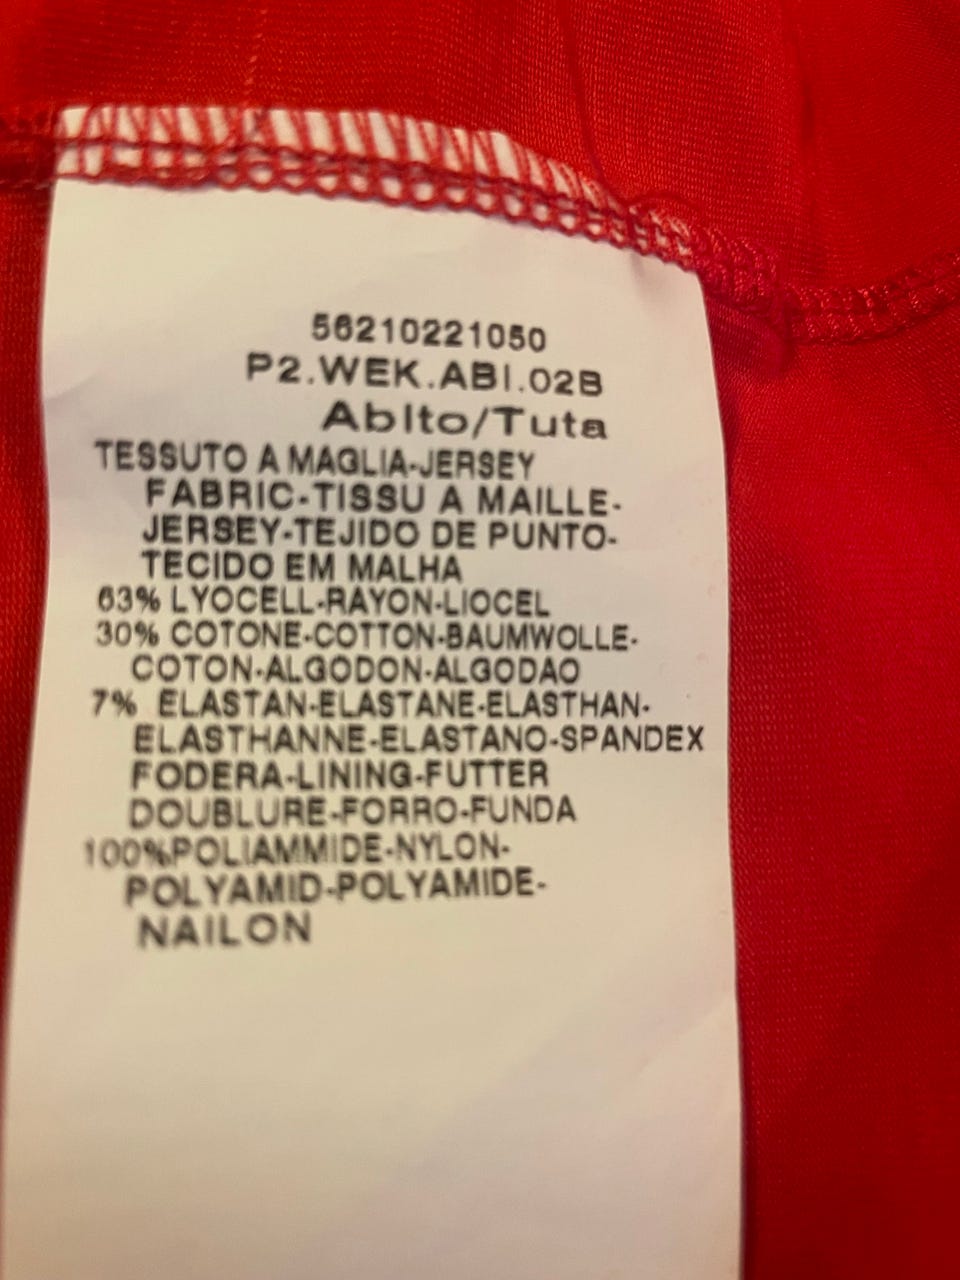 56210221050
P2.WEK.ABI.02B
Abito/Tuta
TESSUTO A MAGLIA-JERSEY
FABRIC-TISSU A MAILLE-
JERSEY-TEJIDO DE PUNTO-
TECIDO EM MALHA
63% LYOCELL-RAYON-LIOCEL
30% COTONE-COTTON-BAUMWOLLE-
COTON-ALGODON-ALGODAO
7% ELASTAN-ELASTANE-ELASTHAN-
ELASTHANNE-ELASTANO-SPANDEX
FODERA-LINING-FUTTER
DOUBLURE-FORRO-FUNDA
100%POLIAMMIDE-NYLON-
POLYAMID-POLYAMIDE-
NAILON